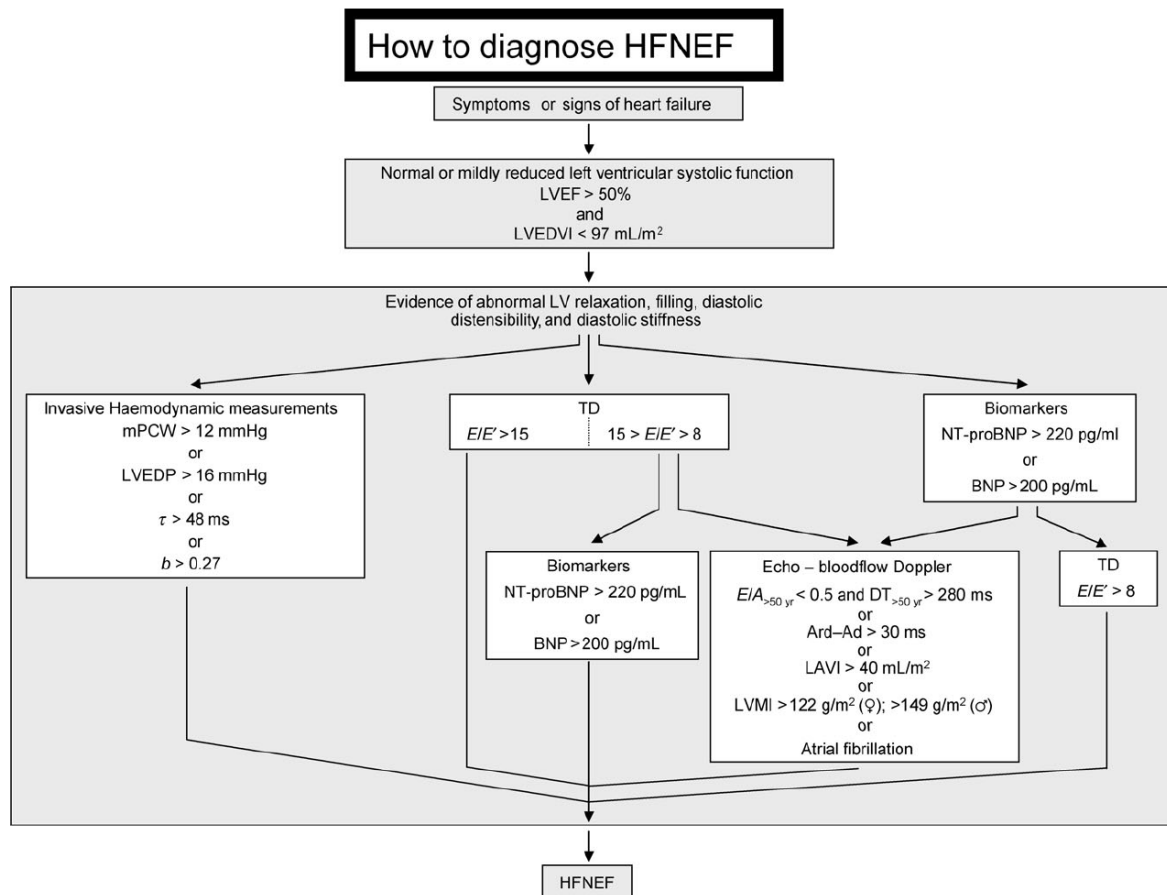 How to diagnose HFNEF
Symptoms or signs of heart failure
Normal or mildly reduced left ventricular systolic function
LVEF > 50%
and
LVEDVI < 97 mL/m²
Evidence of abnormal LV relaxation, filling, diastolic
distensibility, and diastolic stiffness
Invasive Haemodynamic measurements
mPCW > 12 mmHg
or
LVEDP > 16 mmHg
or
τ > 48 ms
or
b > 0.27
TD
E/E′ >15
15 > E/E′ > 8
Biomarkers
NT-proBNP > 220 pg/ml
or
BNP > 200 pg/mL
Biomarkers
NT-proBNP > 220 pg/mL
or
BNP > 200 pg/mL
Echo – bloodflow Doppler
E/A>50 yr < 0.5 and DT>50 yr > 280 ms
or
Ard–Ad > 30 ms
or
LAVI > 40 mL/m²
or
LVMI >122 g/m² (♀); >149 g/m² (♂)
or
Atrial fibrillation
TD
E/E′ > 8
HFNEF